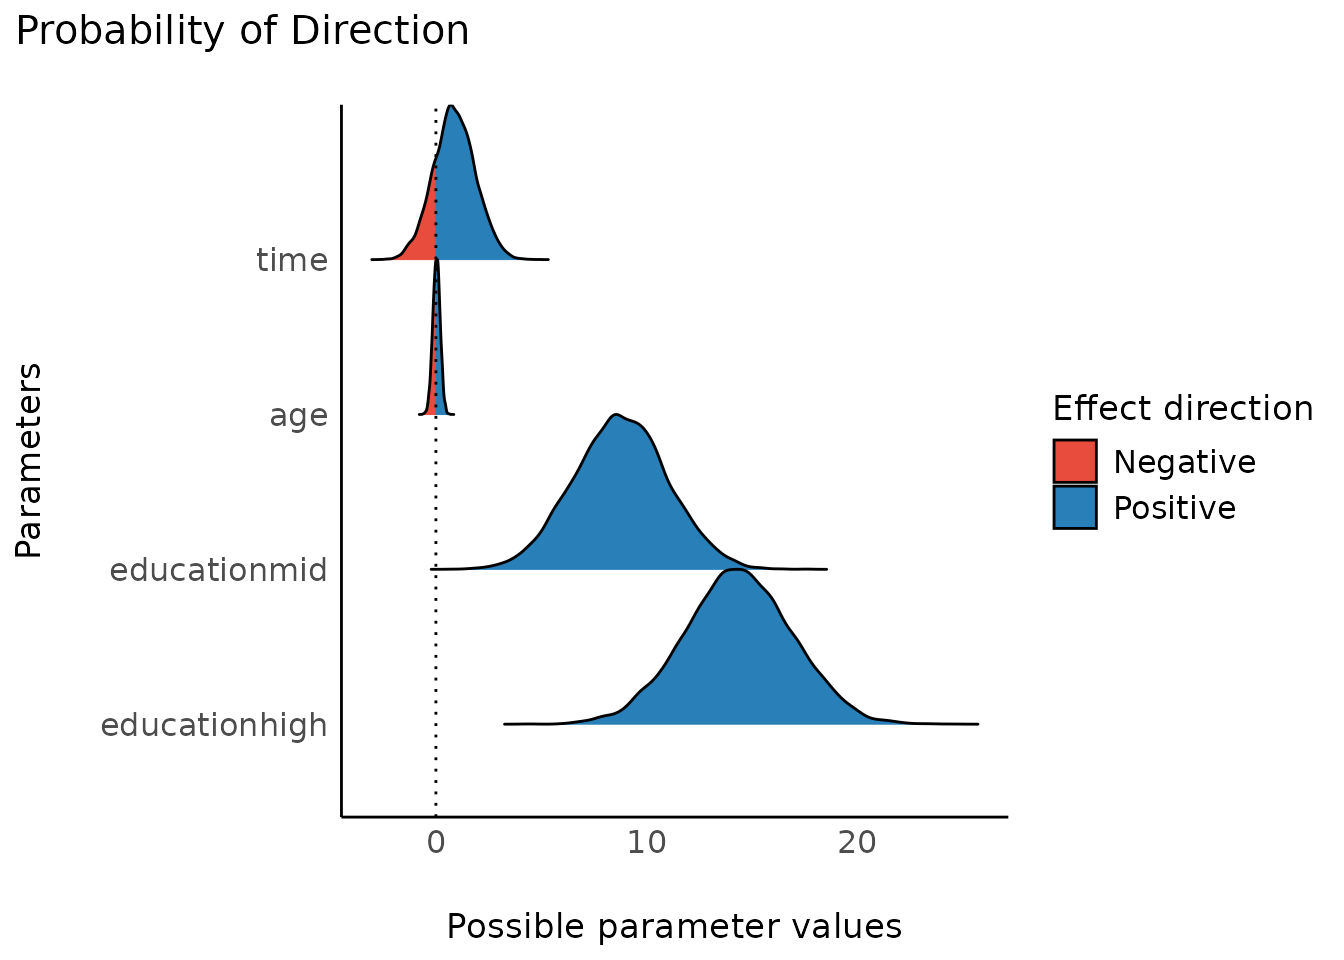 Probability of Direction
Parameters
time
age
educationmid
educationhigh
0 10 20
Possible parameter values
Effect direction
Negative
Positive